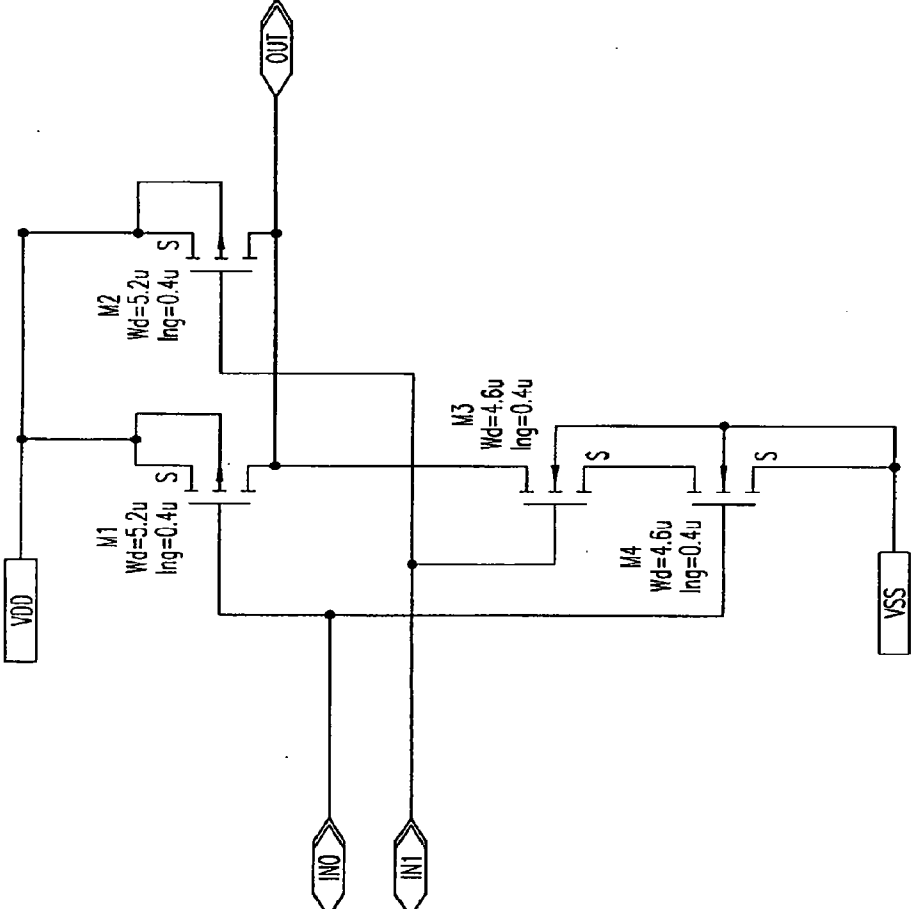 VDD
OUT
M2
Wd=5.2u
lng=0.4u
S
M1
Wd=5.2u
lng=0.4u
S
M3
Wd=4.6u
lng=0.4u
S
M4
Wd=4.6u
lng=0.4u
S
IN0
IN1
VSS